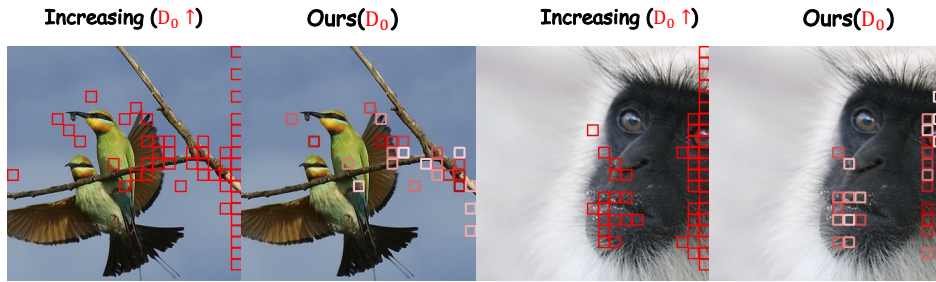 Increasing (D₀ ↑) Ours(D₀) Increasing (D₀ ↑) Ours(D₀)